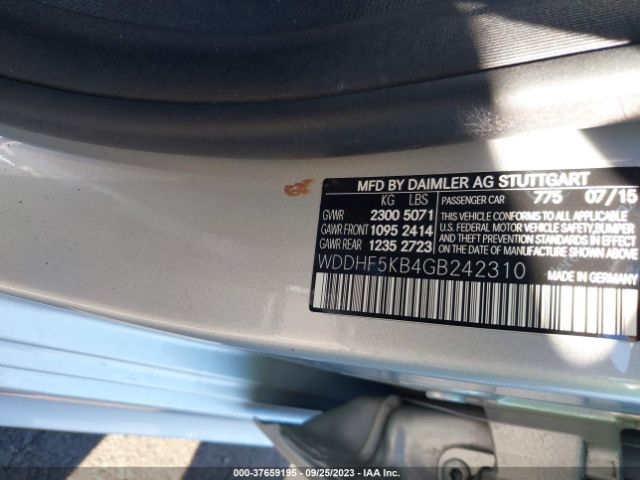 MFD BY DAIMLER AG STUTTGART
KG LBS
GVWR 2300 5071
GAWR FRONT 1095 2414
GAWR REAR 1235 2723
PASSENGER CAR 775 07/15
THIS VEHICLE CONFORMS TO ALL APPLICABLE
U.S. FEDERAL MOTOR VEHICLE SAFETY, BUMPER
AND THEFT PREVENTION STANDARDS IN EFFECT
ON THE DATE OF MANUFACTURE SHOWN ABOVE.
WDDHF5KB4GB242310
MADE IN GERMANY
000-37659195 - 09/25/2023 - IAA Inc.